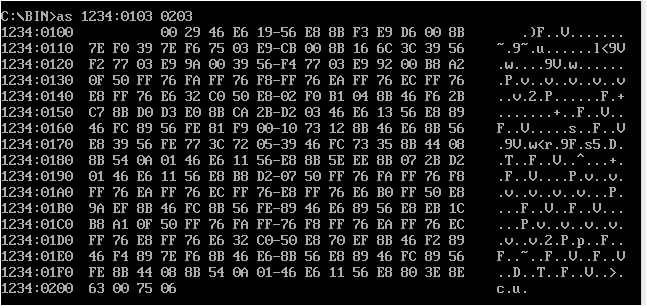 C:\BIN>as 1234:0103 0203
1234:0100          00 29 46 E6 19-56 E8 8B F3 E9 D6 00 8B     .)F..V.......
1234:0110 7E F0 39 7E F6 75 03 E9-CB 00 8B 16 6C 3C 39 56     ~.9~.u......l<9V
1234:0120 F2 77 03 E9 9A 00 39 56-F4 77 03 E9 92 00 B8 A2     .w....9V.w......
1234:0130 0F 50 FF 76 FA FF 76 F8-FF 76 EA FF 76 EC FF 76     .P.v..v..v..v..v
1234:0140 E8 FF 76 E6 32 C0 50 E8-02 F0 B1 04 8B 46 F2 2B     ..v.2.P......F.+
1234:0150 C7 8B D0 D3 E0 8B CA 2B-D2 03 46 E6 13 56 E8 89     .......+..F..V..
1234:0160 46 FC 89 56 FE 81 F9 00-10 73 12 8B 46 E6 8B 56     F..V.....s..F..V
1234:0170 E8 39 56 FE 77 3C 72 05-39 46 FC 73 35 8B 44 08     .9V.w<r.9F.s5.D.
1234:0180 8B 54 0A 01 46 E6 11 56-E8 8B 5E EE 8B 07 2B D2     .T..F..V..^...+.
1234:0190 01 46 E6 11 56 E8 B8 D2-07 50 FF 76 FA FF 76 F8     .F..V....P.v..v.
1234:01A0 FF 76 EA FF 76 EC FF 76-E8 FF 76 E6 B0 FF 50 E8     .v..v..v..v...P.
1234:01B0 9A EF 8B 46 FC 8B 56 FE-89 46 E6 89 56 E8 EB 1C     ...F..V..F..V...
1234:01C0 B8 A1 0F 50 FF 76 FA FF-76 F8 FF 76 EA FF 76 EC     ...P.v..v..v..v.
1234:01D0 FF 76 E8 FF 76 E6 32 C0-50 E8 70 EF 8B 46 F2 89     .v..v.2.P.p..F..
1234:01E0 46 F4 89 7E F6 8B 46 E6-8B 56 E8 89 46 FC 89 56     F..~..F..V..F..V
1234:01F0 FE 8B 44 08 8B 54 0A 01-46 E6 11 56 E8 80 3E 8E     ..D..T..F..V..>.
1234:0200 63 00 75 06     c.u.